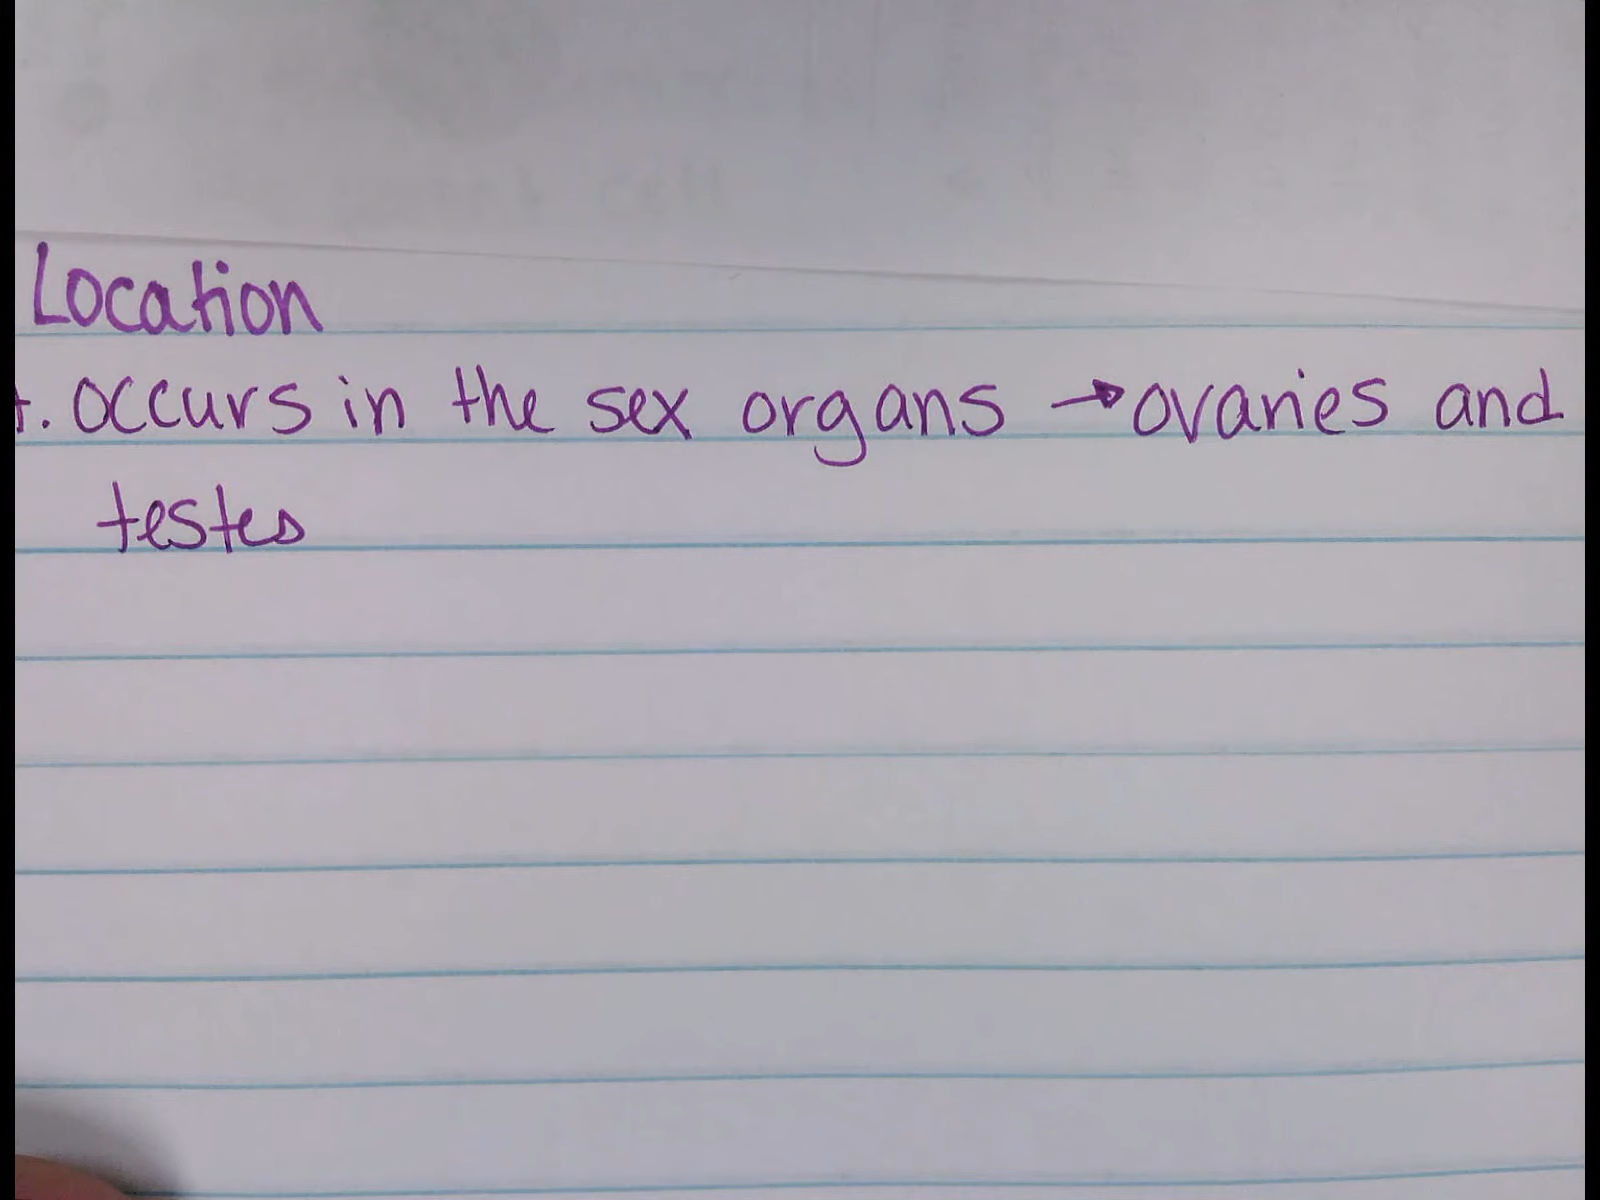 Location
. occurs in the sex organs → ovaries and
testes